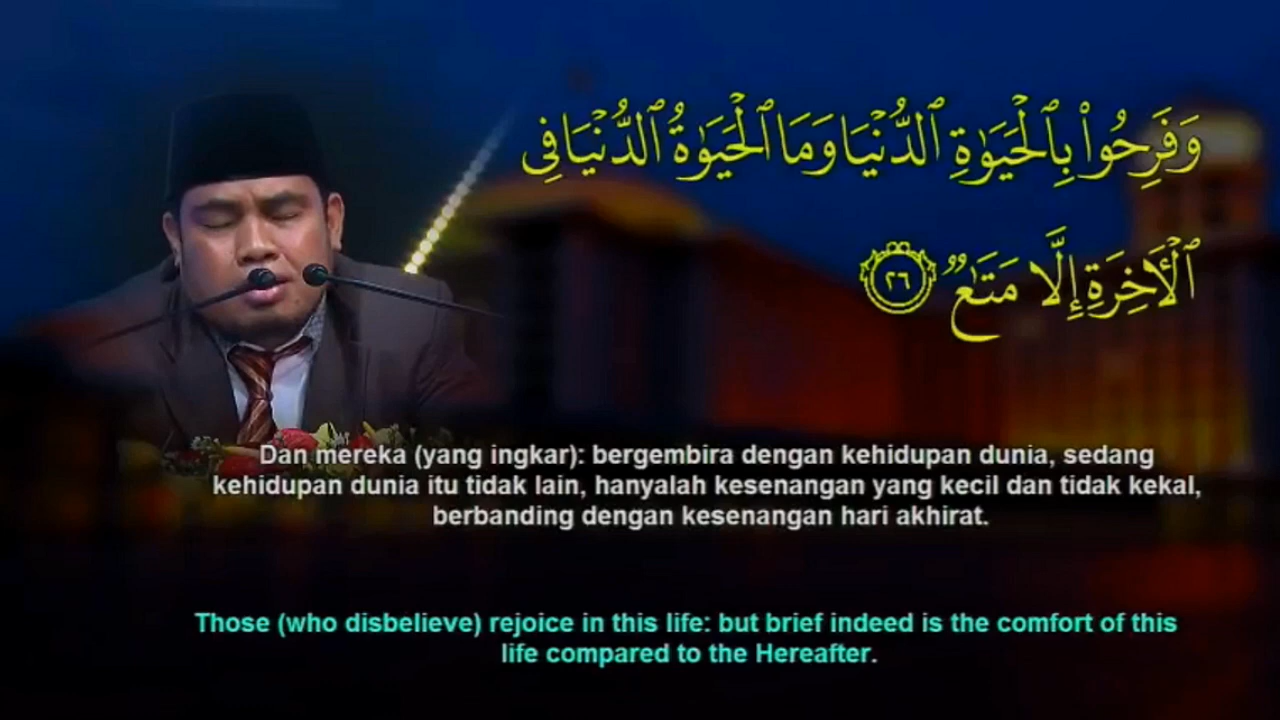 وَفَرِحُوا۟ بِٱلْحَيَوٰةِ ٱلدُّنْيَا وَمَا ٱلْحَيَوٰةُ ٱلدُّنْيَا فِى
ٱلْأَخِرَةِ إِلَّا مَتَـٰعٌ ٢٦
Dan mereka (yang ingkar): bergembira dengan kehidupan dunia, sedang
kehidupan dunia itu tidak lain, hanyalah kesenangan yang kecil dan tidak kekal,
berbanding dengan kesenangan hari akhirat.
Those (who disbelieve) rejoice in this life: but brief indeed is the comfort of this
life compared to the Hereafter.